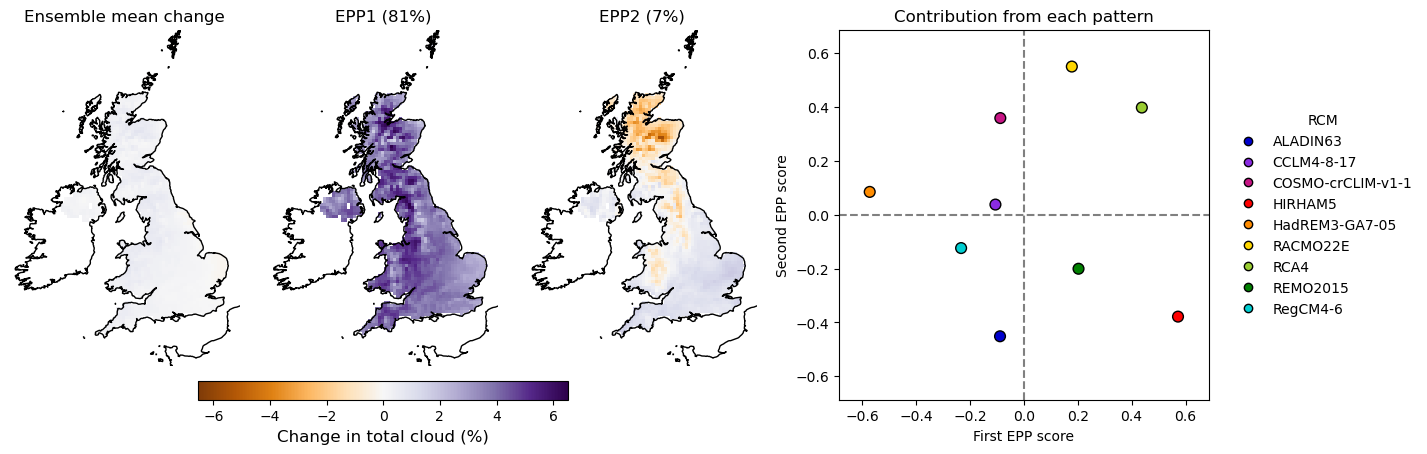 Ensemble mean change
EPP1 (81%)
EPP2 (7%)
−6 −4 −2 0 2 4 6
Change in total cloud (%)
Contribution from each pattern
Second EPP score
0.6
0.4
0.2
0.0
−0.2
−0.4
−0.6
−0.6 −0.4 −0.2 0.0 0.2 0.4 0.6
First EPP score
RCM
ALADIN63
CCLM4-8-17
COSMO-crCLIM-v1-1
HIRHAM5
HadREM3-GA7-05
RACMO22E
RCA4
REMO2015
RegCM4-6